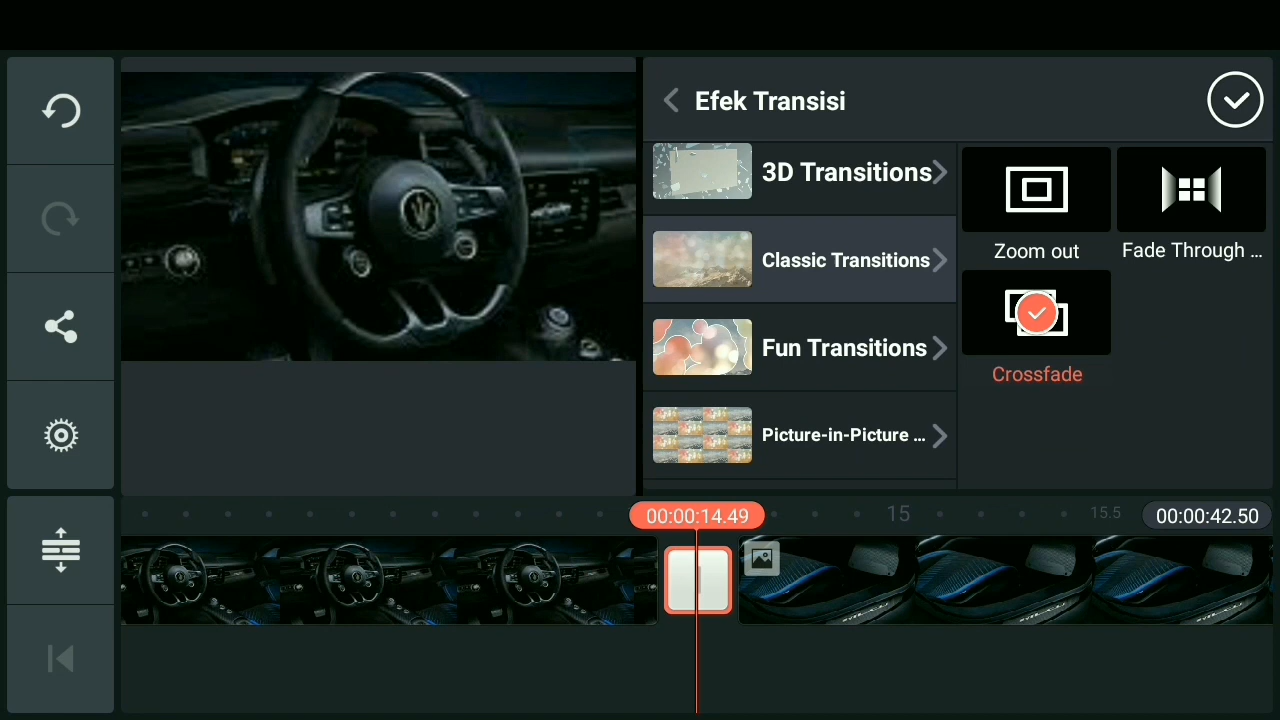 Efek Transisi
3D Transitions
Classic Transitions
Fun Transitions
Picture-in-Picture ...
Zoom out
Fade Through ...
Crossfade
00:00:14.49
15
15.5
00:00:42.50